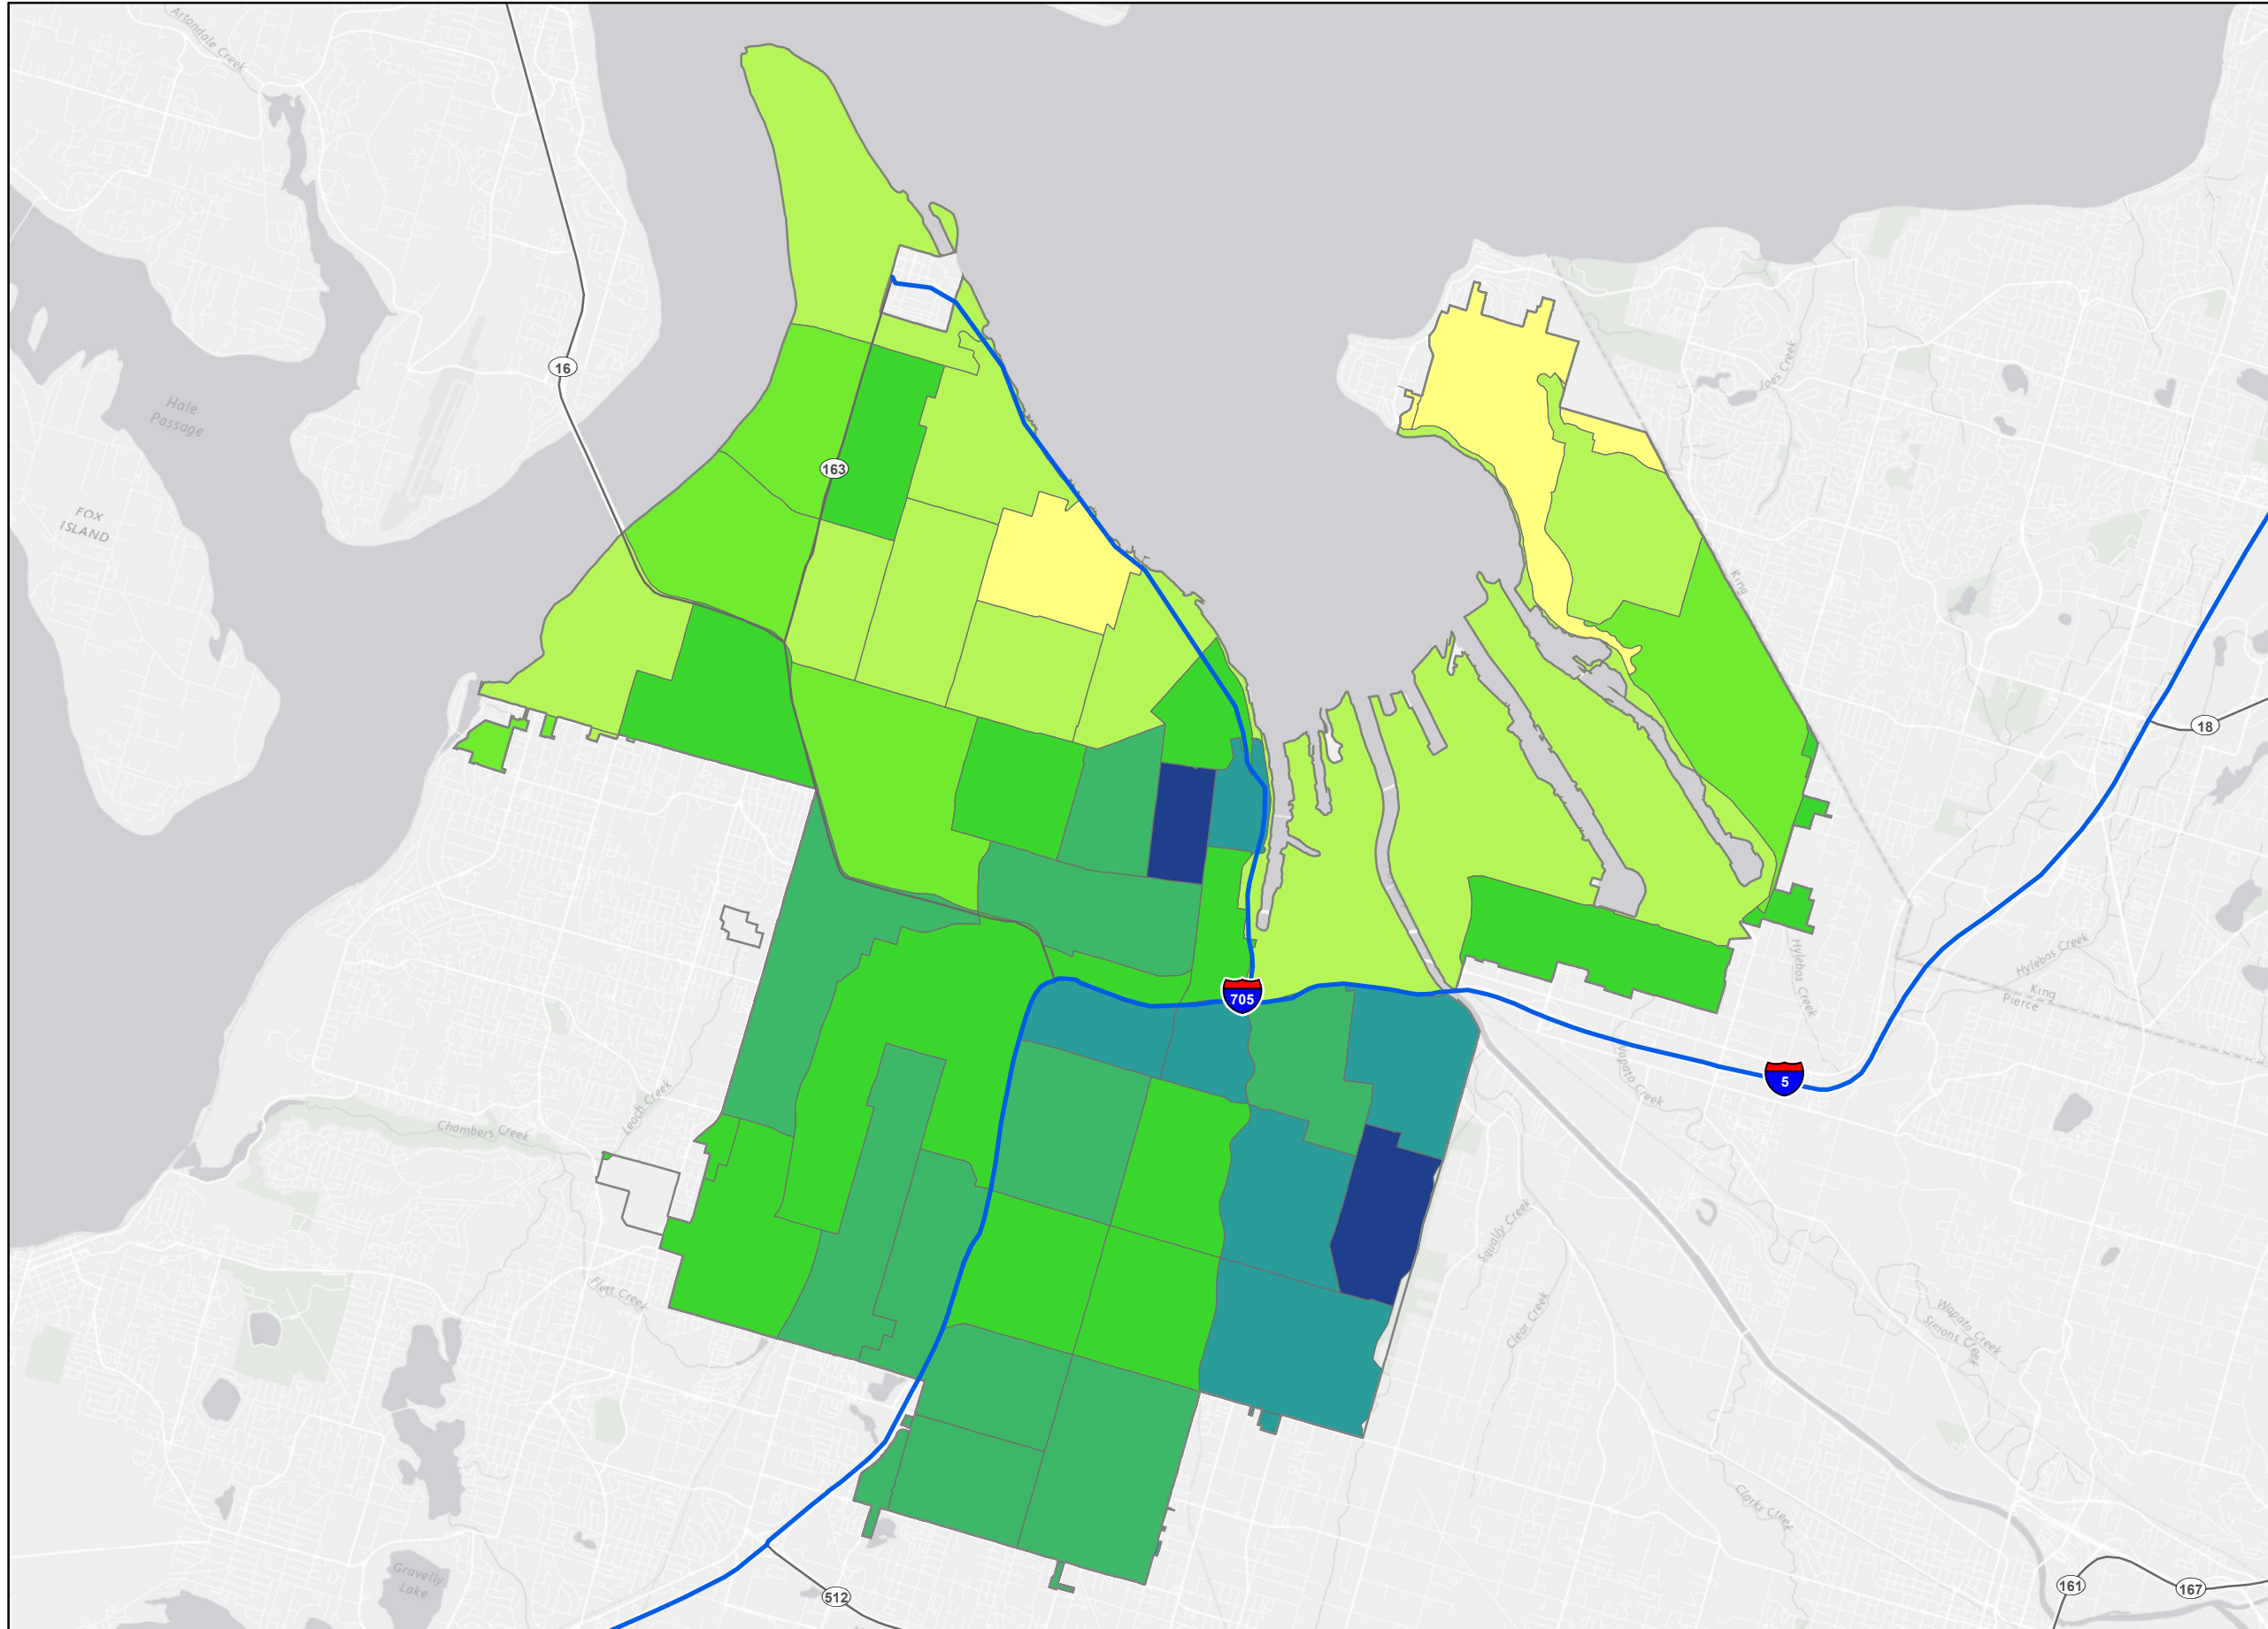 Artondale Creek
16
Hale
Passage
FOX
ISLAND
163
Joes Creek
King
18
Hylebos Creek
Hylebos Creek
King
Pierce
705
5
Wapato Creek
Leach Creek
Chambers Creek
Flett Creek
Squally Creek
Clear Creek
Wapato Creek
Simons Creek
Clarks Creek
Gravelly
Lake
512
161
167